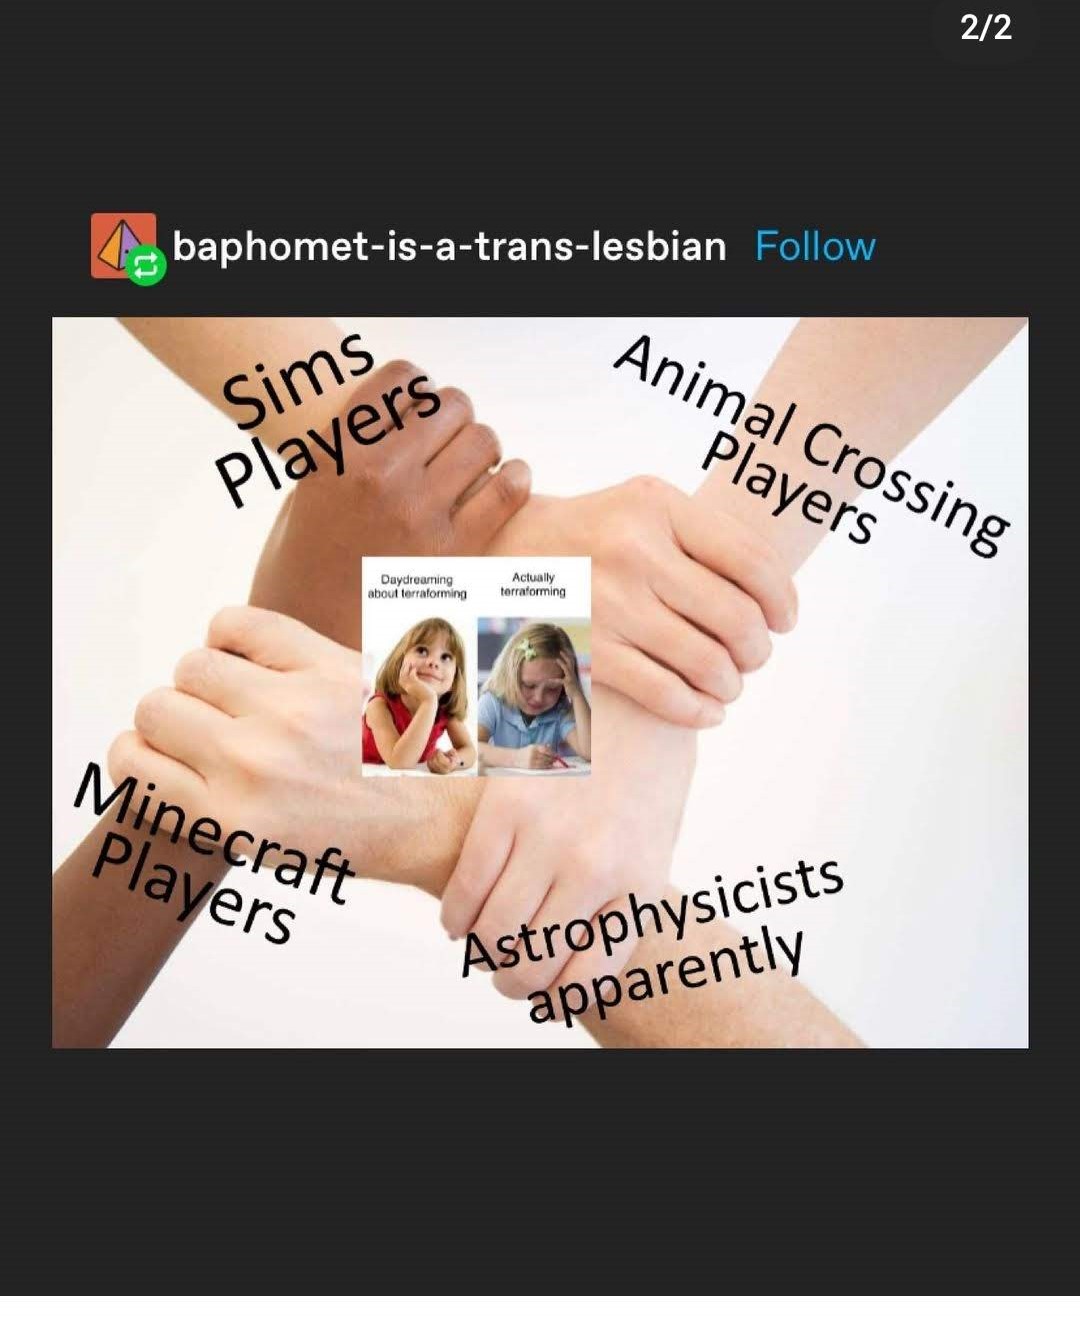 2/2
baphomet-is-a-trans-lesbian Follow
Sims
Players
Animal Crossing
Players
Daydreaming
about terraforming
Actually
terraforming
Minecraft
Players
Astrophysicists
apparently